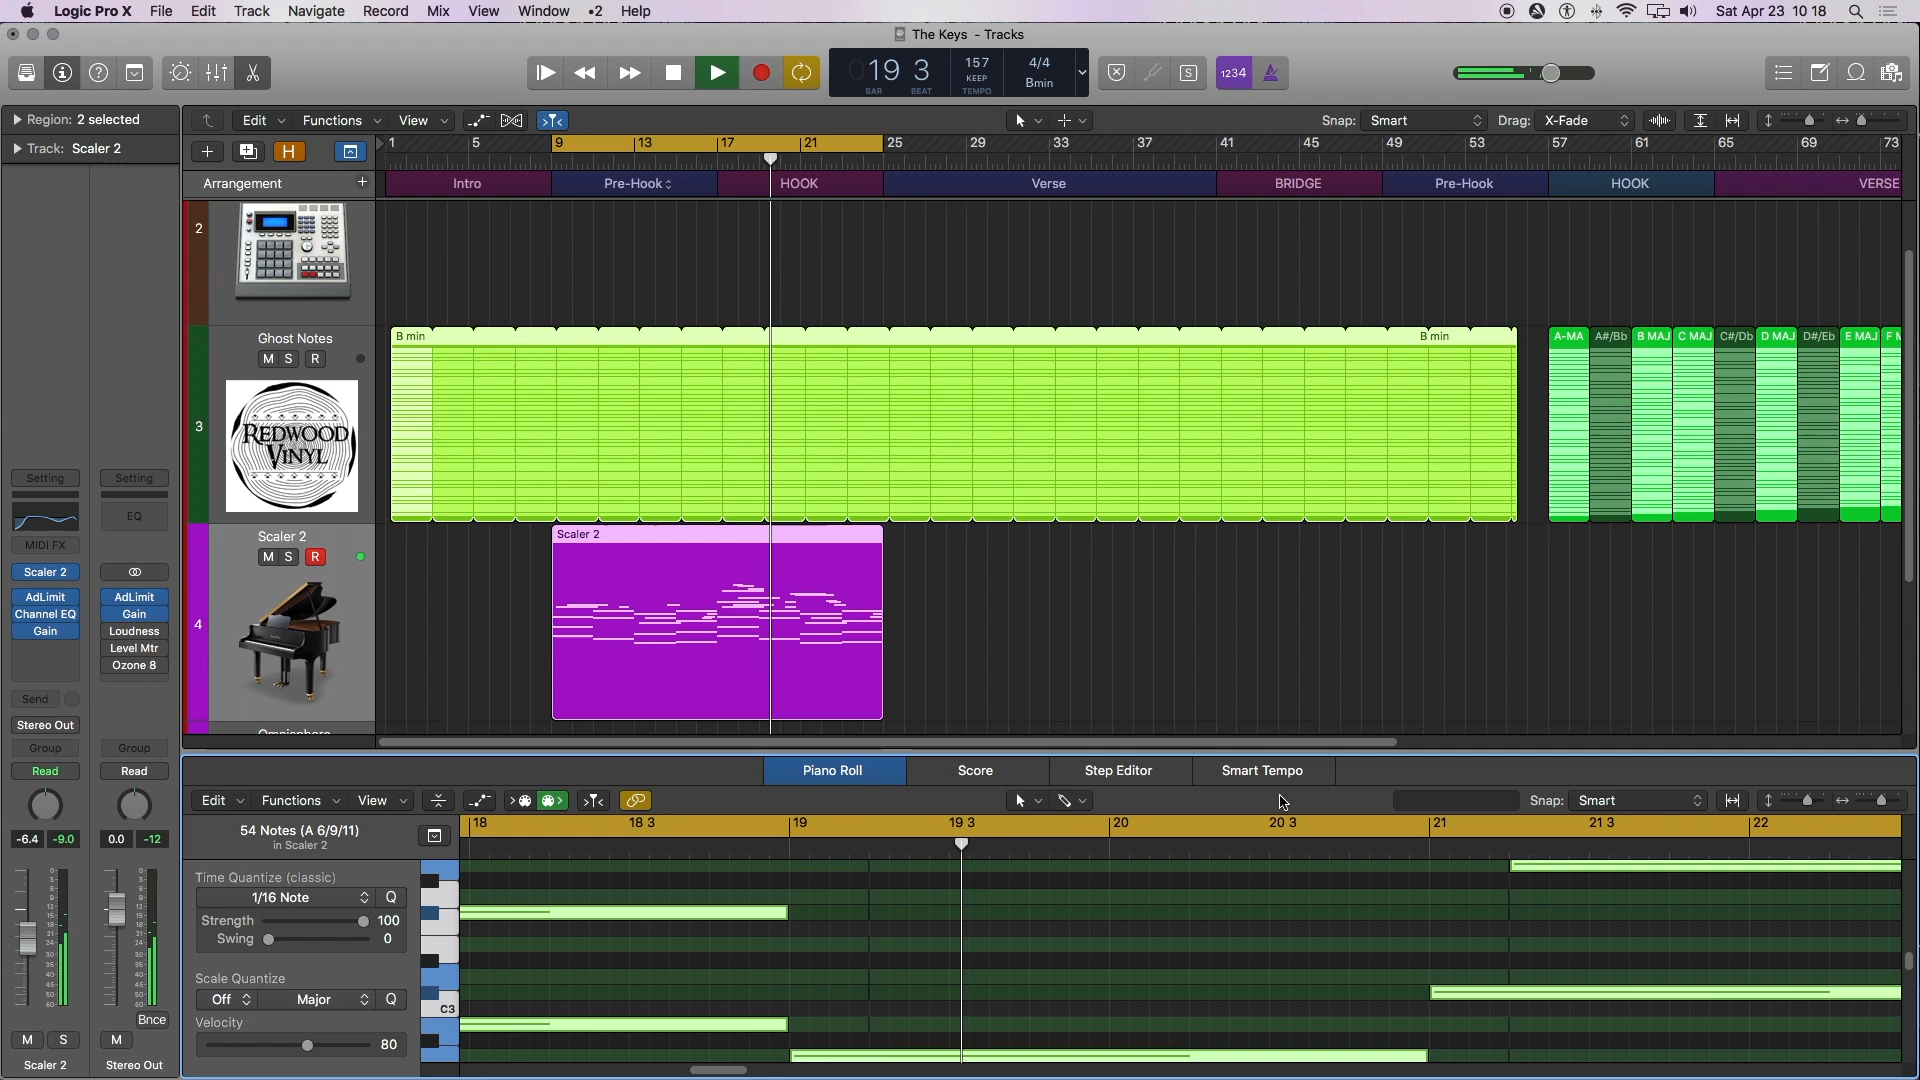 Logic Pro X File Edit Track Navigate Record Mix View Window •2 Help Sat Apr 23 10 18
The Keys - Tracks
19 3 157 4/4
KEEP Bmin
BAR BEAT TEMPO
1234
S
Region: 2 selected
Edit Functions View Snap: Smart Drag: X-Fade
Track: Scaler 2
H
1 5 9 13 17 21 25 29 33 37 41 45 49 53 57 61 65 69 73
Arrangement + Intro Pre-Hook HOOK Verse BRIDGE Pre-Hook HOOK VERSE
2
Ghost Notes
M S R
B min B min A-MA A#/Bb B MAJ C MAJ C#/Db D MAJ D#/Eb E MAJ F M
3
REDWOOD
VINYL
Scaler 2
M S R
Scaler 2
4
Setting Setting
EQ
MIDI FX
Scaler 2
AdLimit AdLimit
Channel EQ Gain
Gain Loudness
Level Mtr
Ozone 8
Send
Stereo Out
Group Group
Read Read
-6.4 -9.0 0.0 -12
Bnce
M S M
Scaler 2 Stereo Out
Piano Roll Score Step Editor Smart Tempo
Edit Functions View Snap: Smart
54 Notes (A 6/9/11)
in Scaler 2
18 18 3 19 19 3 20 20 3 21 21 3 22
Time Quantize (classic)
1/16 Note Q
Strength 100
Swing 0
Scale Quantize
Off Major Q
C3
Velocity
80